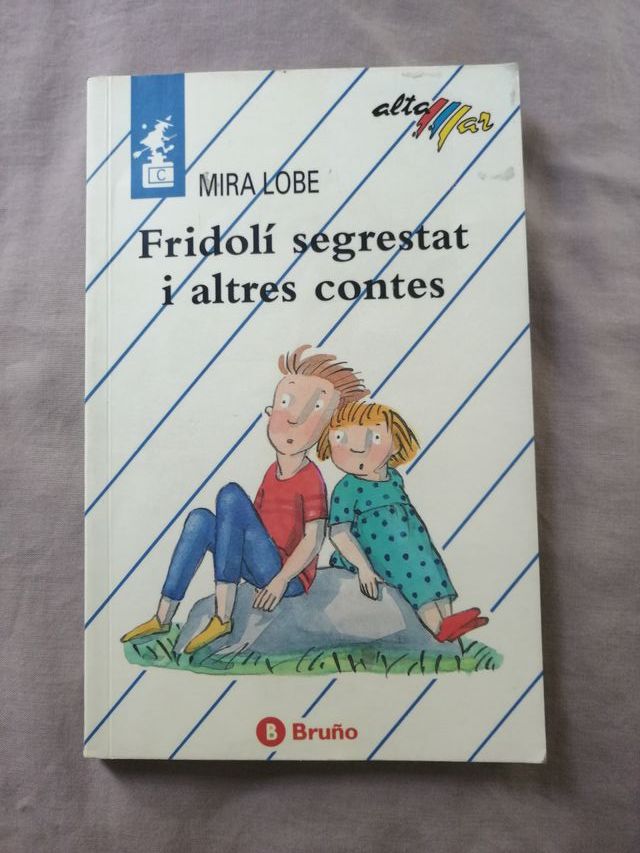 C
alta mar
MIRA LOBE
Fridolí segrestat
i altres contes
B Bruño